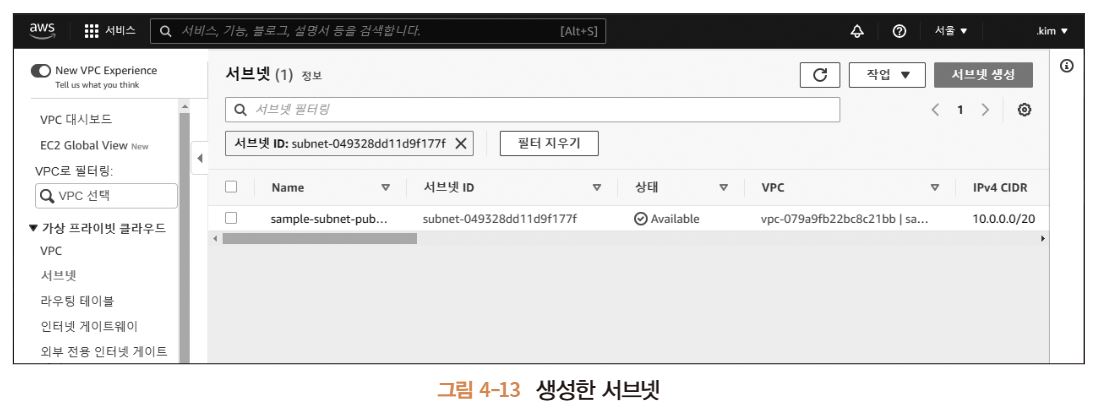 aws 서비스 서비스, 기능, 블로그, 설명서 등을 검색합니다. [Alt+S] 서울 ▼ .kim ▼
New VPC Experience
Tell us what you think
VPC 대시보드
EC2 Global View New
VPC로 필터링:
VPC 선택
▼ 가상 프라이빗 클라우드
VPC
서브넷
라우팅 테이블
인터넷 게이트웨이
외부 전용 인터넷 게이트
서브넷 (1) 정보 작업 ▼ 서브넷 생성
서브넷 필터링 1
서브넷 ID: subnet-049328dd11d9f177f 필터 지우기
Name 서브넷 ID 상태 VPC IPv4 CIDR
sample-subnet-pub... subnet-049328dd11d9f177f Available vpc-079a9fb22bc8c21bb | sa... 10.0.0.0/20
그림 4-13 생성한 서브넷